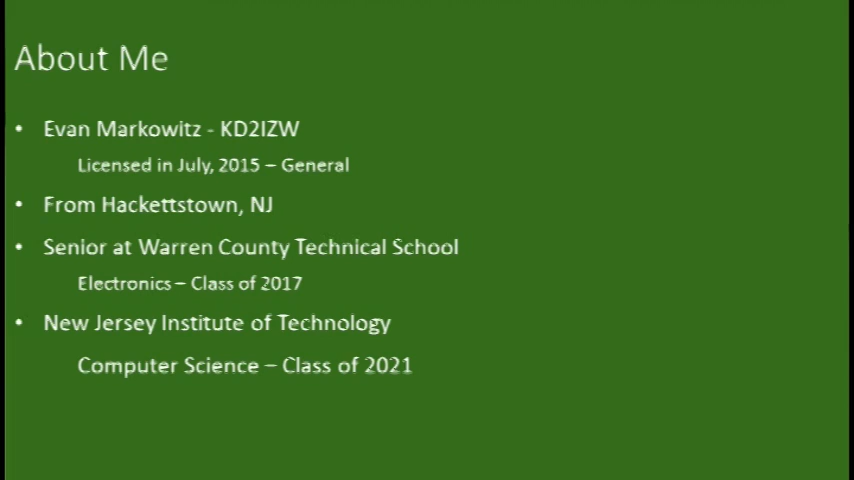 About Me
• Evan Markowitz - KD2IZW
Licensed in July, 2015 – General
• From Hackettstown, NJ
• Senior at Warren County Technical School
Electronics – Class of 2017
• New Jersey Institute of Technology
Computer Science – Class of 2021